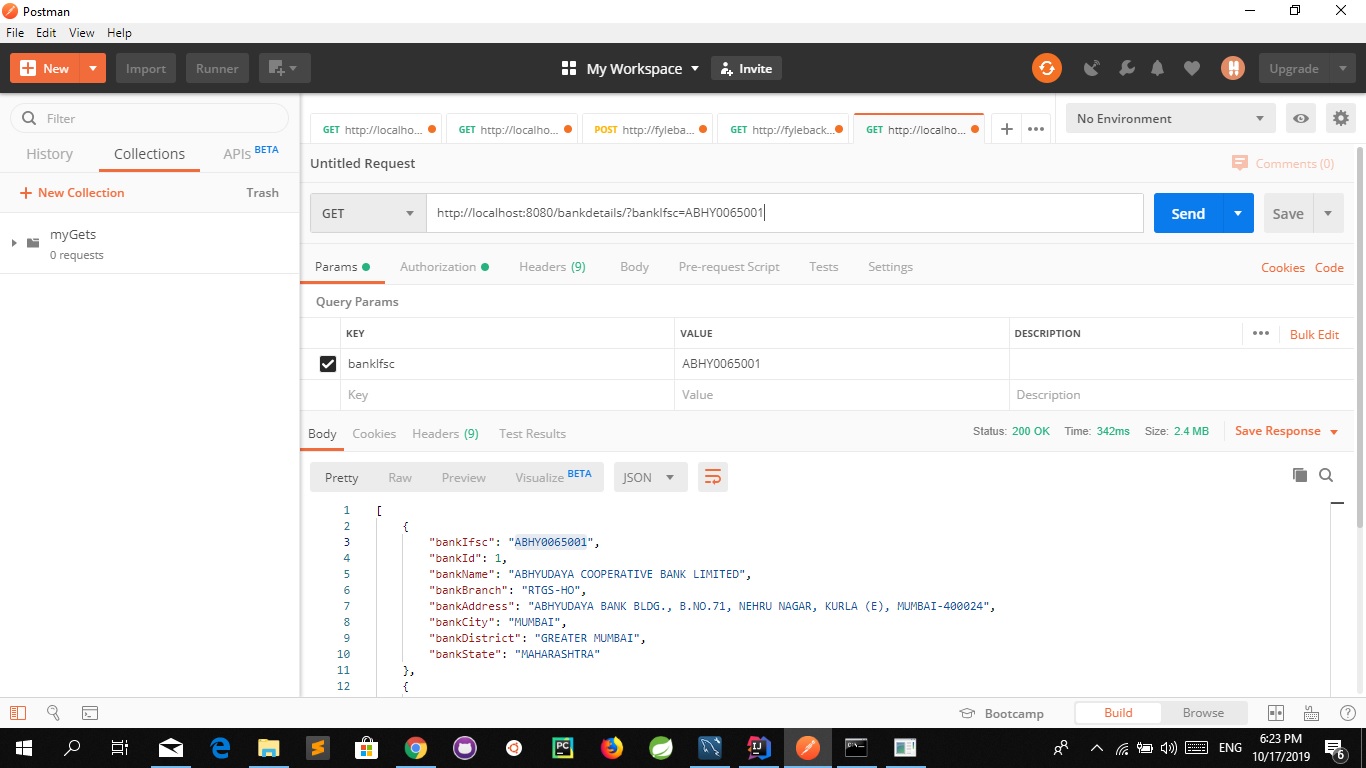 Postman
File Edit View Help
New Import Runner My Workspace Invite Upgrade
Filter
History Collections APIs BETA
New Collection Trash
myGets
0 requests
GET http://localho... GET http://localho... POST http://fyleba... GET http://fyleback... GET http://localho... No Environment
Untitled Request Comments (0)
GET http://localhost:8080/bankdetails/?bankIfsc=ABHY0065001 Send Save
Params Authorization Headers (9) Body Pre-request Script Tests Settings Cookies Code
Query Params
KEY VALUE DESCRIPTION Bulk Edit
bankIfsc ABHY0065001
Key Value Description
Body Cookies Headers (9) Test Results Status: 200 OK Time: 342ms Size: 2.4 MB Save Response
Pretty Raw Preview Visualize BETA JSON
1 [
2 {
3 "bankIfsc": "ABHY0065001",
4 "bankId": 1,
5 "bankName": "ABHYUDAYA COOPERATIVE BANK LIMITED",
6 "bankBranch": "RTGS-HO",
7 "bankAddress": "ABHYUDAYA BANK BLDG., B.NO.71, NEHRU NAGAR, KURLA (E), MUMBAI-400024",
8 "bankCity": "MUMBAI",
9 "bankDistrict": "GREATER MUMBAI",
10 "bankState": "MAHARASHTRA"
11 },
12 {
Bootcamp Build Browse
ENG 6:23 PM
10/17/2019 6